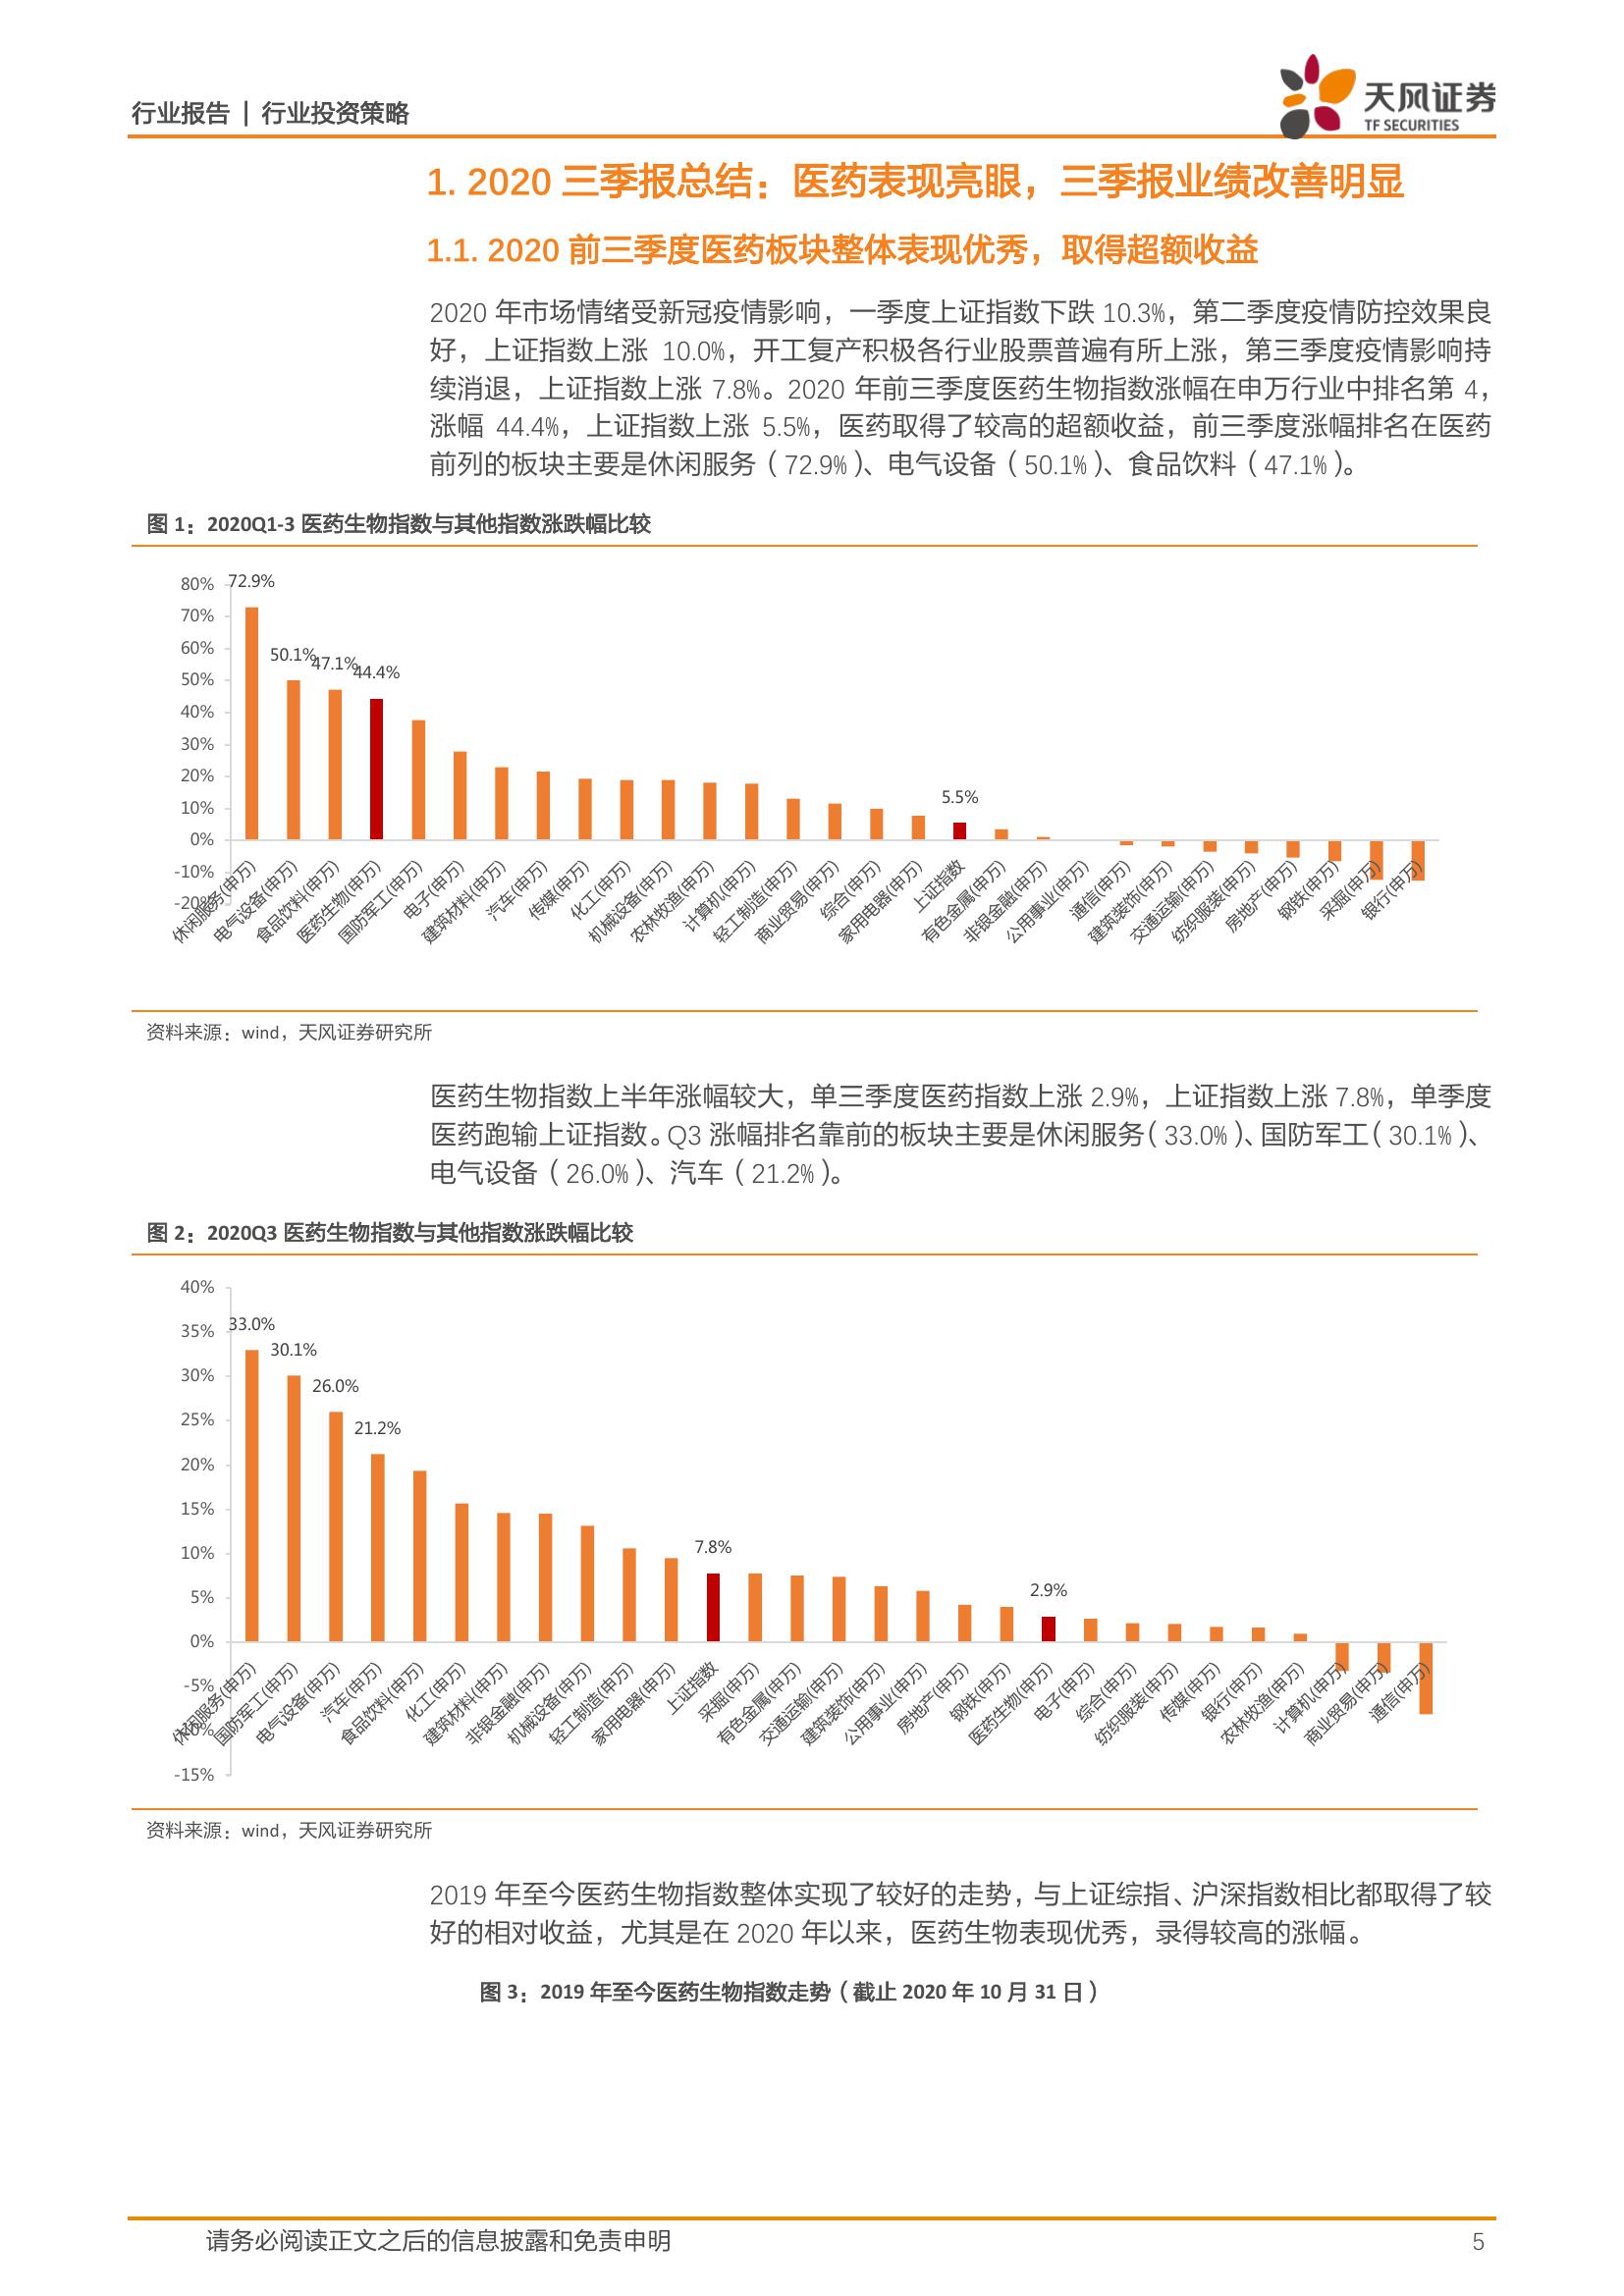 行业报告 | 行业投资策略
天风证券
TF SECURITIES
1. 2020 三季报总结：医药表现亮眼，三季报业绩改善明显
1.1. 2020 前三季度医药板块整体表现优秀，取得超额收益
2020 年市场情绪受新冠疫情影响，一季度上证指数下跌 10.3%，第二季度疫情防控效果良
好，上证指数上涨 10.0%，开工复产积极各行业股票普遍有所上涨，第三季度疫情影响持
续消退，上证指数上涨 7.8%。2020 年前三季度医药生物指数涨幅在申万行业中排名第 4，
涨幅 44.4%，上证指数上涨 5.5%，医药取得了较高的超额收益，前三季度涨幅排名在医药
前列的板块主要是休闲服务（72.9%）、电气设备（50.1%）、食品饮料（47.1%）。
图 1：2020Q1-3 医药生物指数与其他指数涨跌幅比较
80%
70%
60%
50%
40%
30%
20%
10%
0%
-10%
-20%
72.9%
50.1%
47.1%
44.4%
5.5%
休闲服务(申万)
电气设备(申万)
食品饮料(申万)
医药生物(申万)
国防军工(申万)
电子(申万)
建筑材料(申万)
汽车(申万)
传媒(申万)
化工(申万)
机械设备(申万)
农林牧渔(申万)
计算机(申万)
轻工制造(申万)
商业贸易(申万)
综合(申万)
家用电器(申万)
上证指数
有色金属(申万)
非银金融(申万)
公用事业(申万)
通信(申万)
建筑装饰(申万)
交通运输(申万)
纺织服装(申万)
房地产(申万)
钢铁(申万)
采掘(申万)
银行(申万)
资料来源：wind，天风证券研究所
医药生物指数上半年涨幅较大，单三季度医药指数上涨 2.9%，上证指数上涨 7.8%，单季度
医药跑输上证指数。Q3 涨幅排名靠前的板块主要是休闲服务（33.0%）、国防军工（30.1%）、
电气设备（26.0%）、汽车（21.2%）。
图 2：2020Q3 医药生物指数与其他指数涨跌幅比较
40%
35%
30%
25%
20%
15%
10%
5%
0%
-5%
-10%
-15%
33.0%
30.1%
26.0%
21.2%
7.8%
2.9%
休闲服务(申万)
国防军工(申万)
电气设备(申万)
汽车(申万)
食品饮料(申万)
化工(申万)
建筑材料(申万)
非银金融(申万)
机械设备(申万)
轻工制造(申万)
家用电器(申万)
上证指数
采掘(申万)
有色金属(申万)
交通运输(申万)
建筑装饰(申万)
公用事业(申万)
房地产(申万)
钢铁(申万)
医药生物(申万)
电子(申万)
综合(申万)
纺织服装(申万)
传媒(申万)
银行(申万)
农林牧渔(申万)
计算机(申万)
商业贸易(申万)
通信(申万)
资料来源：wind，天风证券研究所
2019 年至今医药生物指数整体实现了较好的走势，与上证综指、沪深指数相比都取得了较
好的相对收益，尤其是在 2020 年以来，医药生物表现优秀，录得较高的涨幅。
图 3：2019 年至今医药生物指数走势（截止 2020 年 10 月 31 日）
请务必阅读正文之后的信息披露和免责申明
5